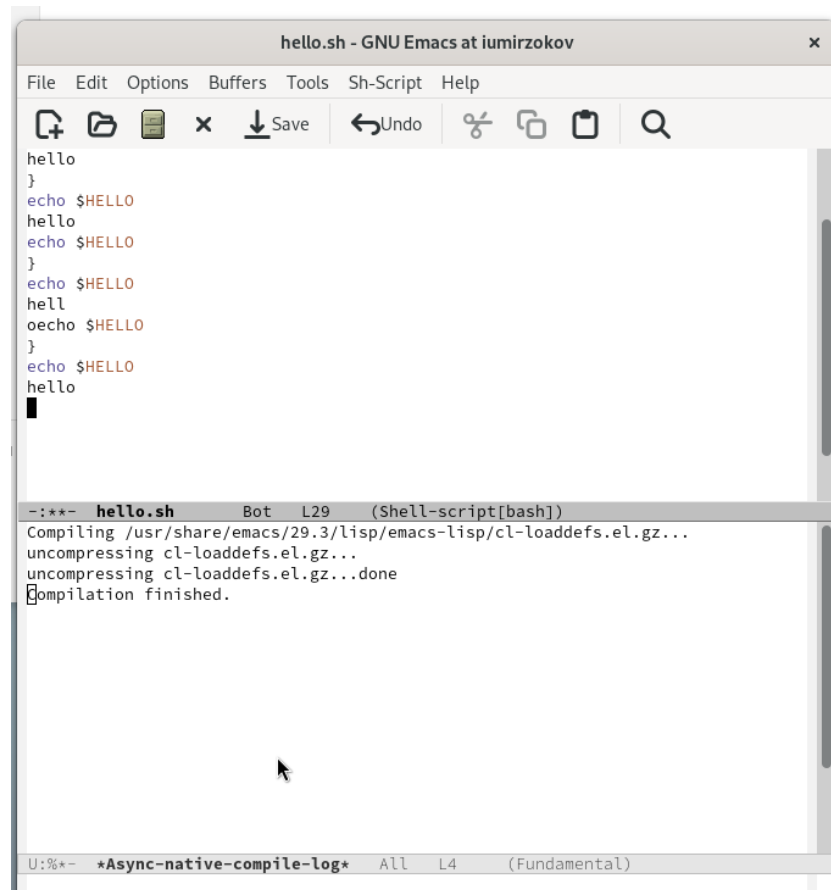 hello.sh - GNU Emacs at iumirzokov ×
File Edit Options Buffers Tools Sh-Script Help
Save Undo
hello
}
echo $HELLO
hello
echo $HELLO
}
echo $HELLO
hell
oecho $HELLO
}
echo $HELLO
hello
-:**- hello.sh Bot L29 (Shell-script[bash])
Compiling /usr/share/emacs/29.3/lisp/emacs-lisp/cl-loaddefs.el.gz...
uncompressing cl-loaddefs.el.gz...
uncompressing cl-loaddefs.el.gz...done
Compilation finished.
U:%*- *Async-native-compile-log* All L4 (Fundamental)